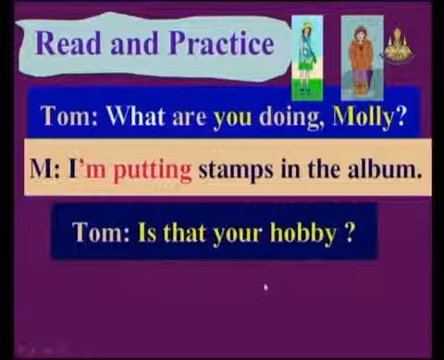 Read and Practice
Tom: What are you doing, Molly?
M: I'm putting stamps in the album.
Tom: Is that your hobby ?